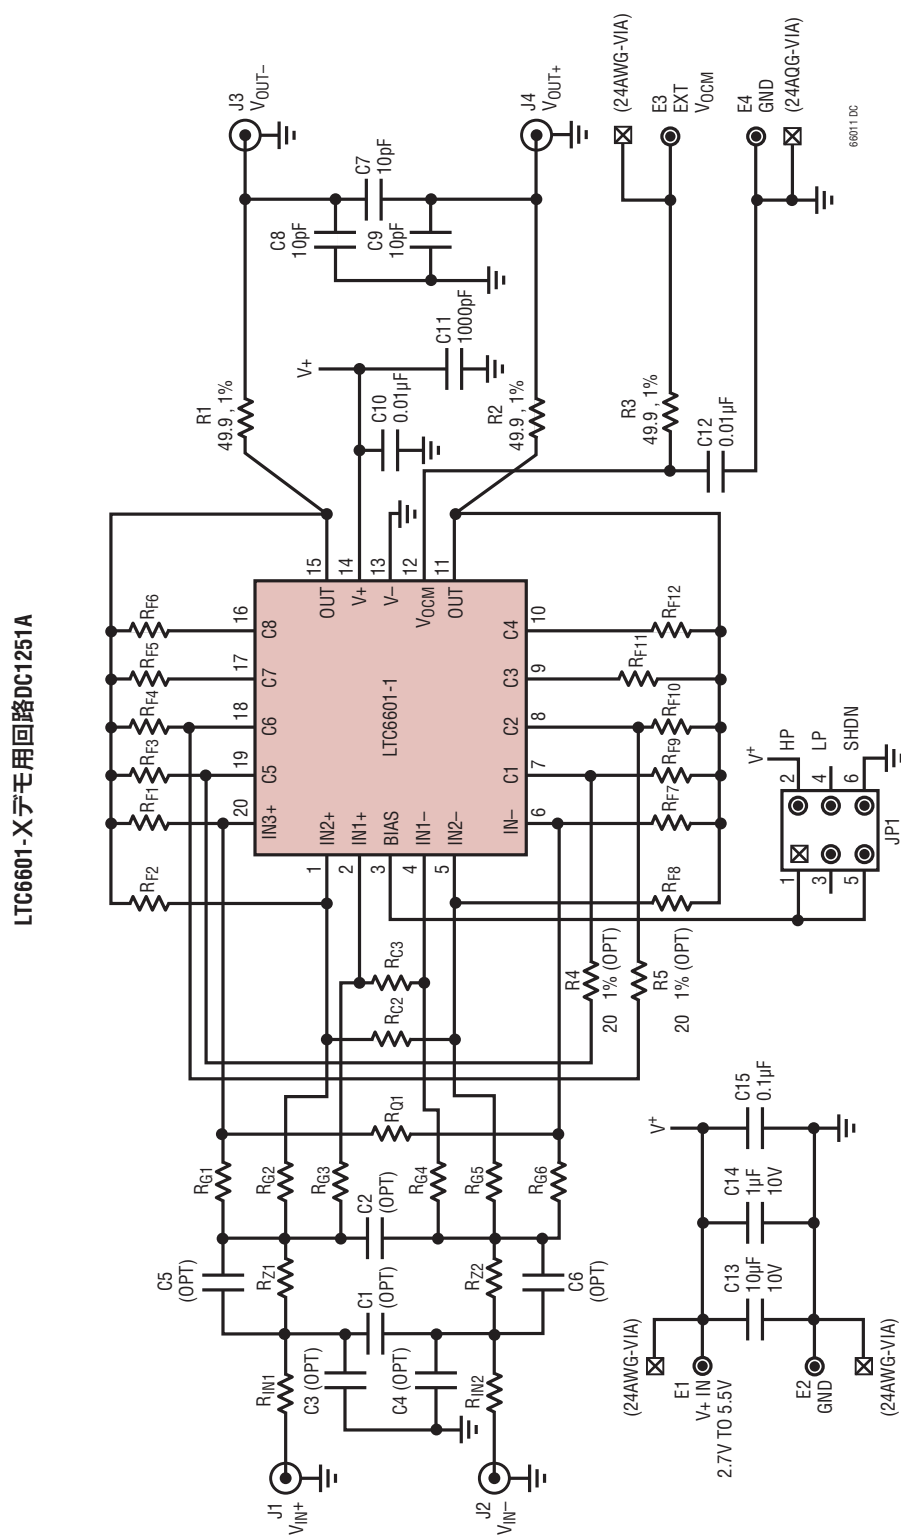 LTC6601-Xデモ用回路DC1251A
J1
VIN+
J2
VIN–
RIN1
C3 (OPT)
C4 (OPT)
RIN2
C5
(OPT)
RZ1
C1
(OPT)
RZ2
C6
(OPT)
RG1
RG2
RG3
C2
(OPT)
RG4
RG5
RG6
RQ1
RC2
RC3
R4
20 1% (OPT)
R5
20 1% (OPT)
RF2
RF1
RF3
RF4
RF5
RF6
20
19
18
17
16
IN3+
C5
C6
C7
C8
1
2
3
4
5
IN2+
IN1+
BIAS
IN1–
IN2–
LTC6601-1
OUT
V+
V–
VOCM
OUT
15
14
13
12
11
IN–
C1
C2
C3
C4
6
7
8
9
10
RF8
RF7
RF9
RF10
RF11
RF12
R1
49.9 , 1%
V+
C10
0.01µF
C11
1000pF
R2
49.9 , 1%
C8
10pF
C7
10pF
C9
10pF
J3
VOUT–
J4
VOUT+
R3
49.9 , 1%
C12
0.01µF
(24AWG-VIA)
E3
EXT
VOCM
E4
GND
(24AQG-VIA)
66011 DC
V+
1
2
HP
3
4
LP
5
6
SHDN
JP1
(24AWG-VIA)
E1
V+ IN
2.7V TO 5.5V
E2
GND
(24AWG-VIA)
C13
10µF
10V
C14
1µF
10V
V+
C15
0.1µF